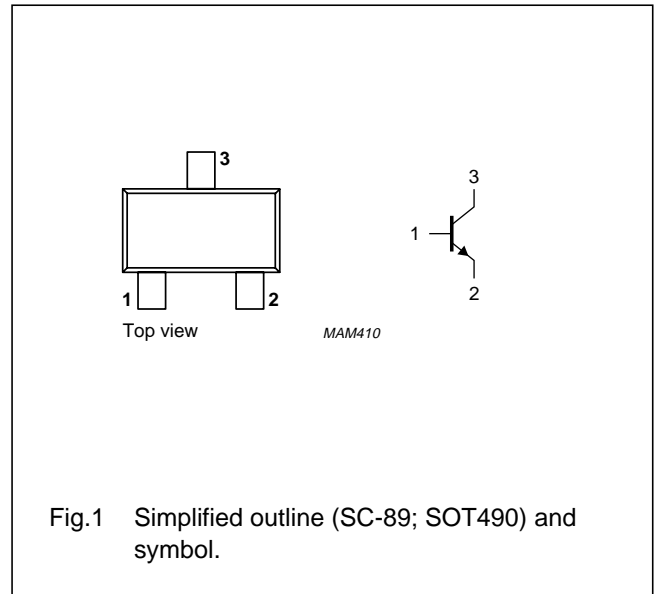 3
1
2
Top view
MAM410
3
1
2
Fig.1 Simplified outline (SC-89; SOT490) and
symbol.